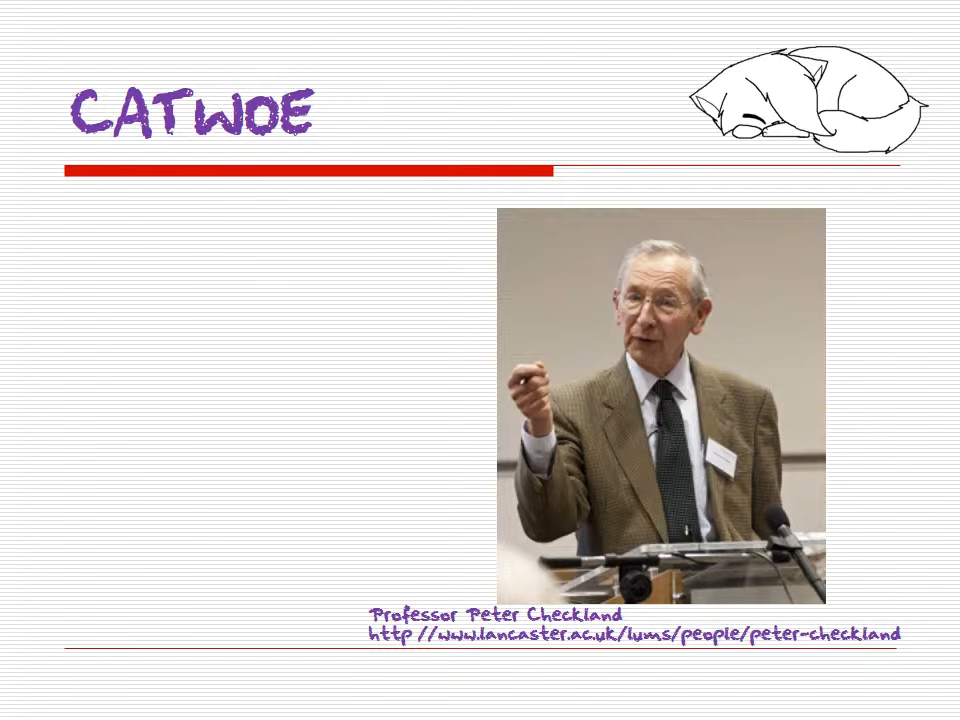 CATWOE
Professor Peter Checkland
http //www.lancaster.ac.uk/lums/people/peter-checkland